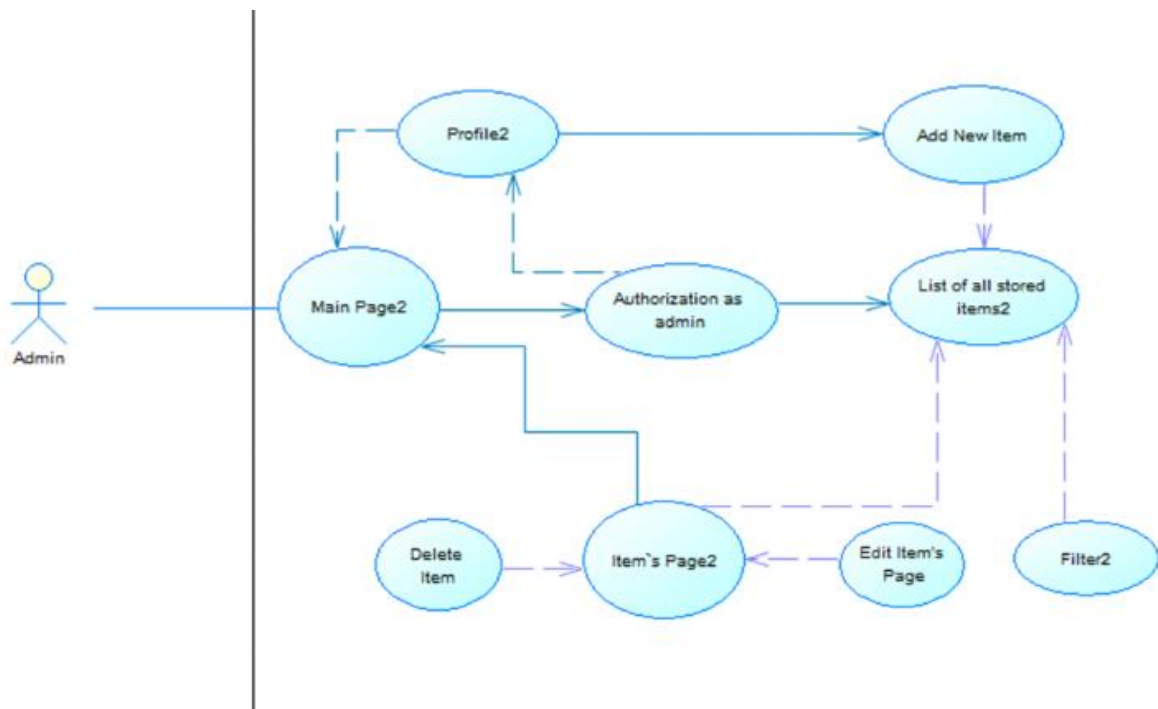 Profile2
Add New Item
Main Page2
Authorization as
admin
List of all stored
items2
Admin
Delete
Item
Item`s Page2
Edit Item's
Page
Filter2